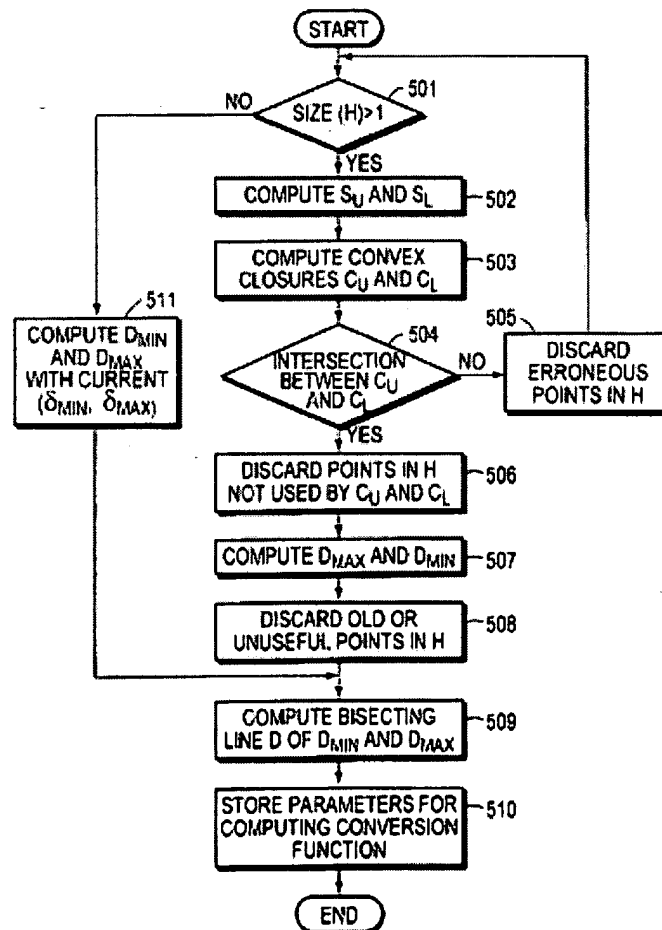 START
501
NO
SIZE (H)>1
YES
COMPUTE S_U AND S_L
502
COMPUTE CONVEX
CLOSURES C_U AND C_L
503
511
COMPUTE D_MIN
AND D_MAX
WITH CURRENT
(δ_MIN, δ_MAX)
504
INTERSECTION
BETWEEN C_U
AND C_L
NO
505
DISCARD
ERRONEOUS
POINTS IN H
YES
DISCARD POINTS IN H
NOT USED BY C_U AND C_L
506
COMPUTE D_MAX AND D_MIN
507
DISCARD OLD OR
UNUSEFUL POINTS IN H
508
COMPUTE BISECTING
LINE D OF D_MIN AND D_MAX
509
STORE PARAMETERS FOR
COMPUTING CONVERSION
FUNCTION
510
END